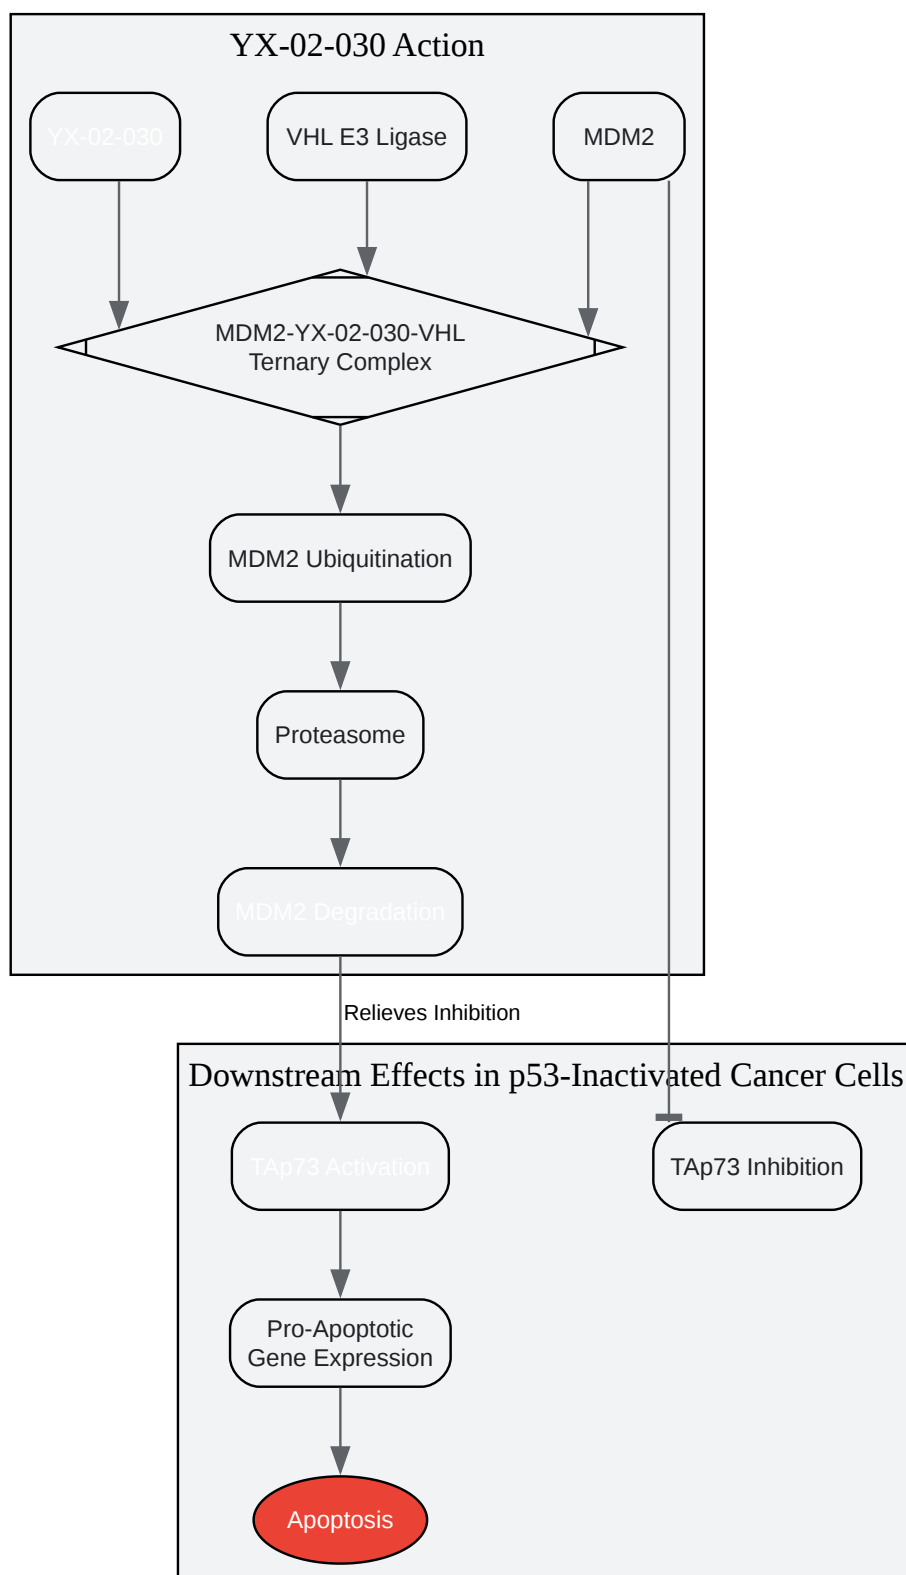 YX-02-030 Action
YX-02-030
VHL E3 Ligase
MDM2
MDM2-YX-02-030-VHL
Ternary Complex
MDM2 Ubiquitination
Proteasome
MDM2 Degradation
Relieves Inhibition
Downstream Effects in p53-Inactivated Cancer Cells
TAp73 Activation
TAp73 Inhibition
Pro-Apoptotic
Gene Expression
Apoptosis